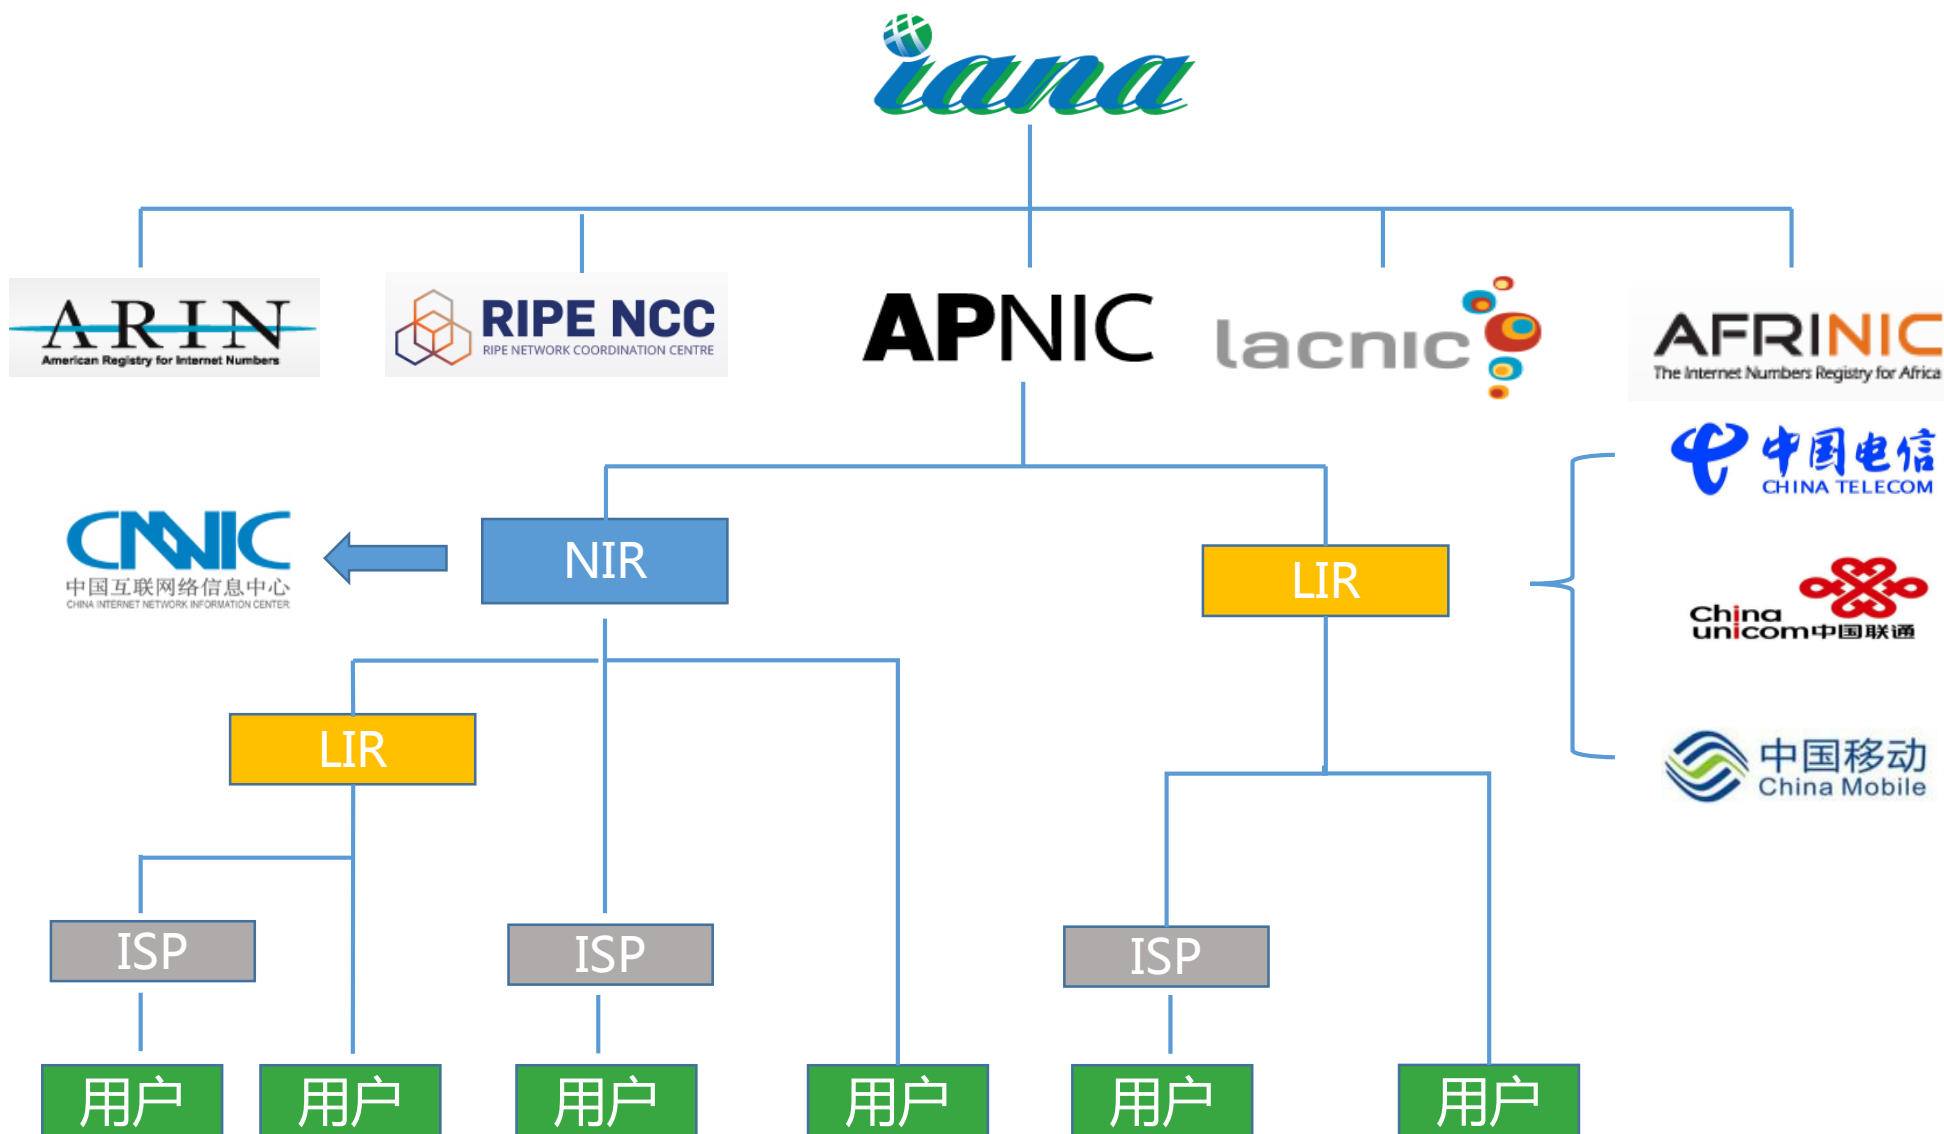 iana
ARIN
American Registry for Internet Numbers
RIPE NCC
RIPE NETWORK COORDINATION CENTRE
APNIC
lacnic
AFRINIC
The Internet Numbers Registry for Africa
中国电信
CHINA TELECOM
CNNIC
中国互联网络信息中心
CHINA INTERNET NETWORK INFORMATION CENTER
NIR
LIR
China
unicom中国联通
LIR
中国移动
China Mobile
ISP
ISP
ISP
用户
用户
用户
用户
用户
用户